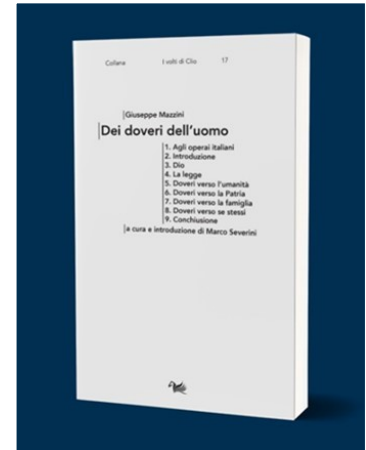 Collana I volti di Clio 17
Giuseppe Mazzini
Dei doveri dell'uomo
1. Agli operai italiani
2. Introduzione
3. Dio
4. La legge
5. Doveri verso l'umanità
6. Doveri verso la Patria
7. Doveri verso la famiglia
8. Doveri verso se stessi
9. Conchiusione
a cura e introduzione di Marco Severini